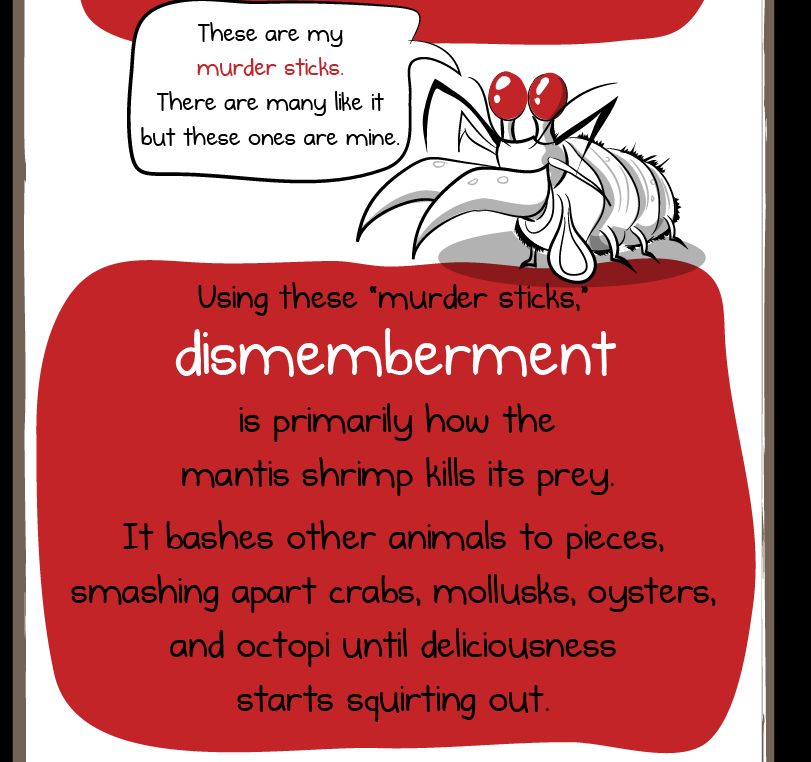 These are my
murder sticks.
There are many like it
but these ones are mine.
Using these “murder sticks,”
dismemberment
is primarily how the
mantis shrimp kills its prey.
It bashes other animals to pieces,
smashing apart crabs, mollusks, oysters,
and octopi until deliciousness
starts squirting out.